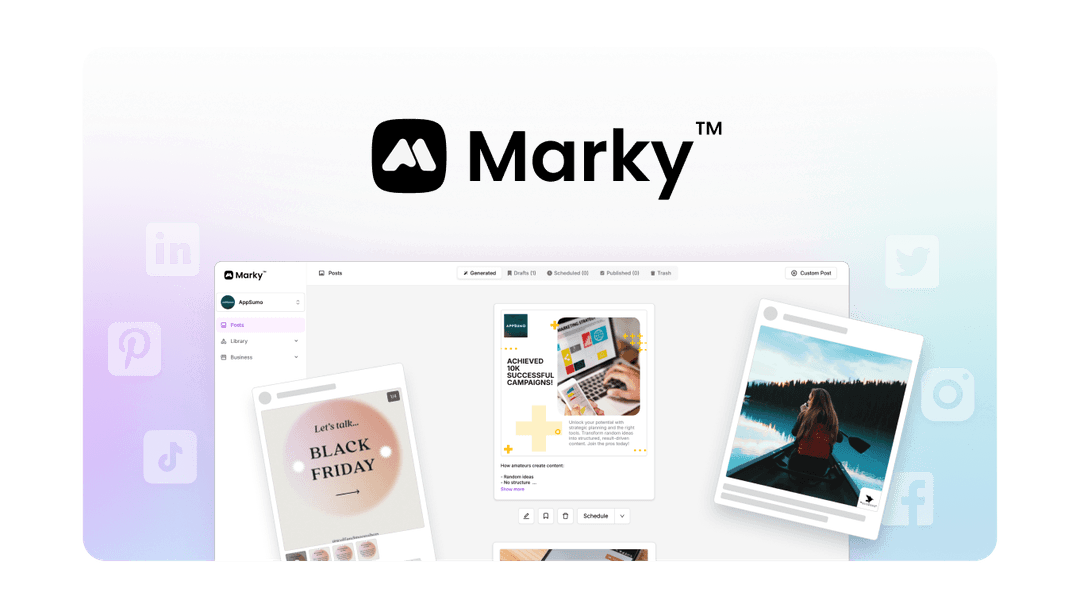 Marky™
in
Marky™
Posts
Generated
Drafts (1)
Scheduled (0)
Published (0)
Trash
Custom Post
AppSumo
Posts
Library
Business
APPSUMO
MARKETING STRATEGY
ACHIEVED
10K
SUCCESSFUL
CAMPAIGNS!
Unlock your potential with
strategic planning and the right
tools. Transform random ideas
into structured, result-driven
content. Join the pros today!
How amateurs create content:
- Random ideas
- No structure ...
Show more
Schedule
1/4
Let's talk...
BLACK
FRIDAY